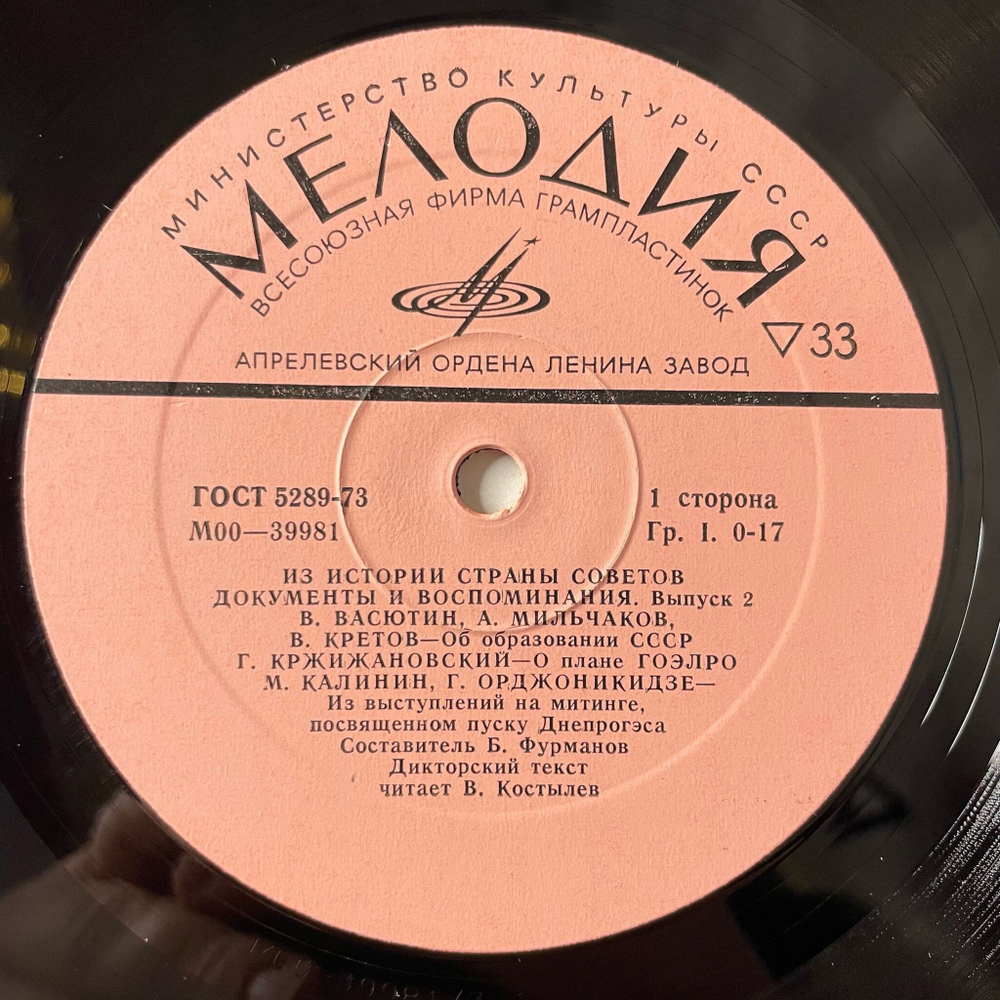 МИНИСТЕРСТВО КУЛЬТУРЫ СССР
МЕЛОДИЯ
ВСЕСОЮЗНАЯ ФИРМА ГРАМПЛАСТИНОК
▽33
АПРЕЛЕВСКИЙ ОРДЕНА ЛЕНИНА ЗАВОД
ГОСТ 5289-73
1 сторона
М00—39981
Гр. I. 0-17
ИЗ ИСТОРИИ СТРАНЫ СОВЕТОВ
ДОКУМЕНТЫ И ВОСПОМИНАНИЯ. Выпуск 2
В. ВАСЮТИН, А. МИЛЬЧАКОВ,
В. КРЕТОВ—Об образовании СССР
Г. КРЖИЖАНОВСКИЙ—О плане ГОЭЛРО
М. КАЛИНИН, Г. ОРДЖОНИКИДЗЕ—
Из выступлений на митинге,
посвященном пуску Днепрогэса
Составитель Б. Фурманов
Дикторский текст
читает В. Костылев